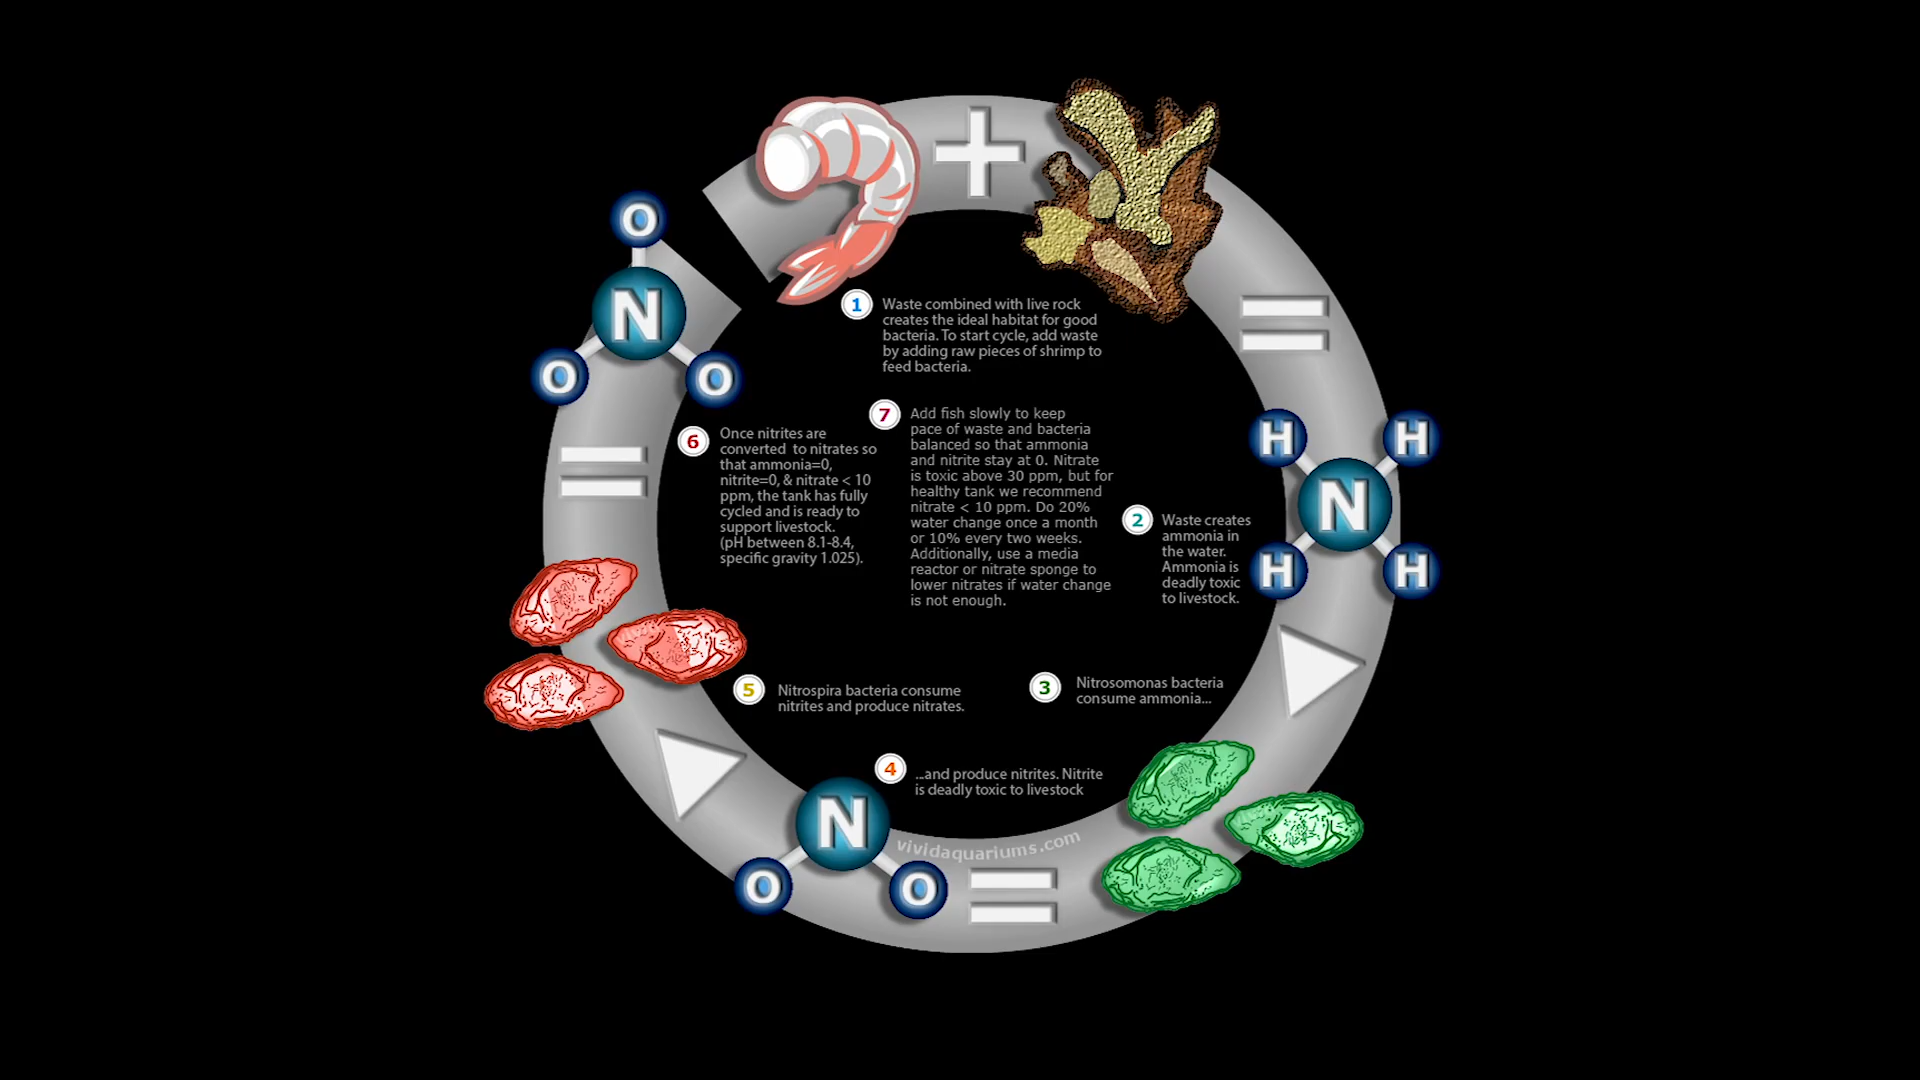 1
Waste combined with live rock
creates the ideal habitat for good
bacteria. To start cycle, add waste
by adding raw pieces of shrimp to
feed bacteria.
2
Waste creates
ammonia in
the water.
Ammonia is
deadly toxic
to livestock.
H H
N
H H
3
Nitrosomonas bacteria
consume ammonia...
4
...and produce nitrites. Nitrite
is deadly toxic to livestock
N
O O
5
Nitrospira bacteria consume
nitrites and produce nitrates.
6
Once nitrites are
converted to nitrates so
that ammonia=0,
nitrite=0, & nitrate < 10
ppm, the tank has fully
cycled and is ready to
support livestock.
(pH between 8.1-8.4,
specific gravity 1.025).
O
N
O O
7
Add fish slowly to keep
pace of waste and bacteria
balanced so that ammonia
and nitrite stay at 0. Nitrate
is toxic above 30 ppm, but for
healthy tank we recommend
nitrate < 10 ppm. Do 20%
water change once a month
or 10% every two weeks.
Additionally, use a media
reactor or nitrate sponge to
lower nitrates if water change
is not enough.
vividaquariums.com